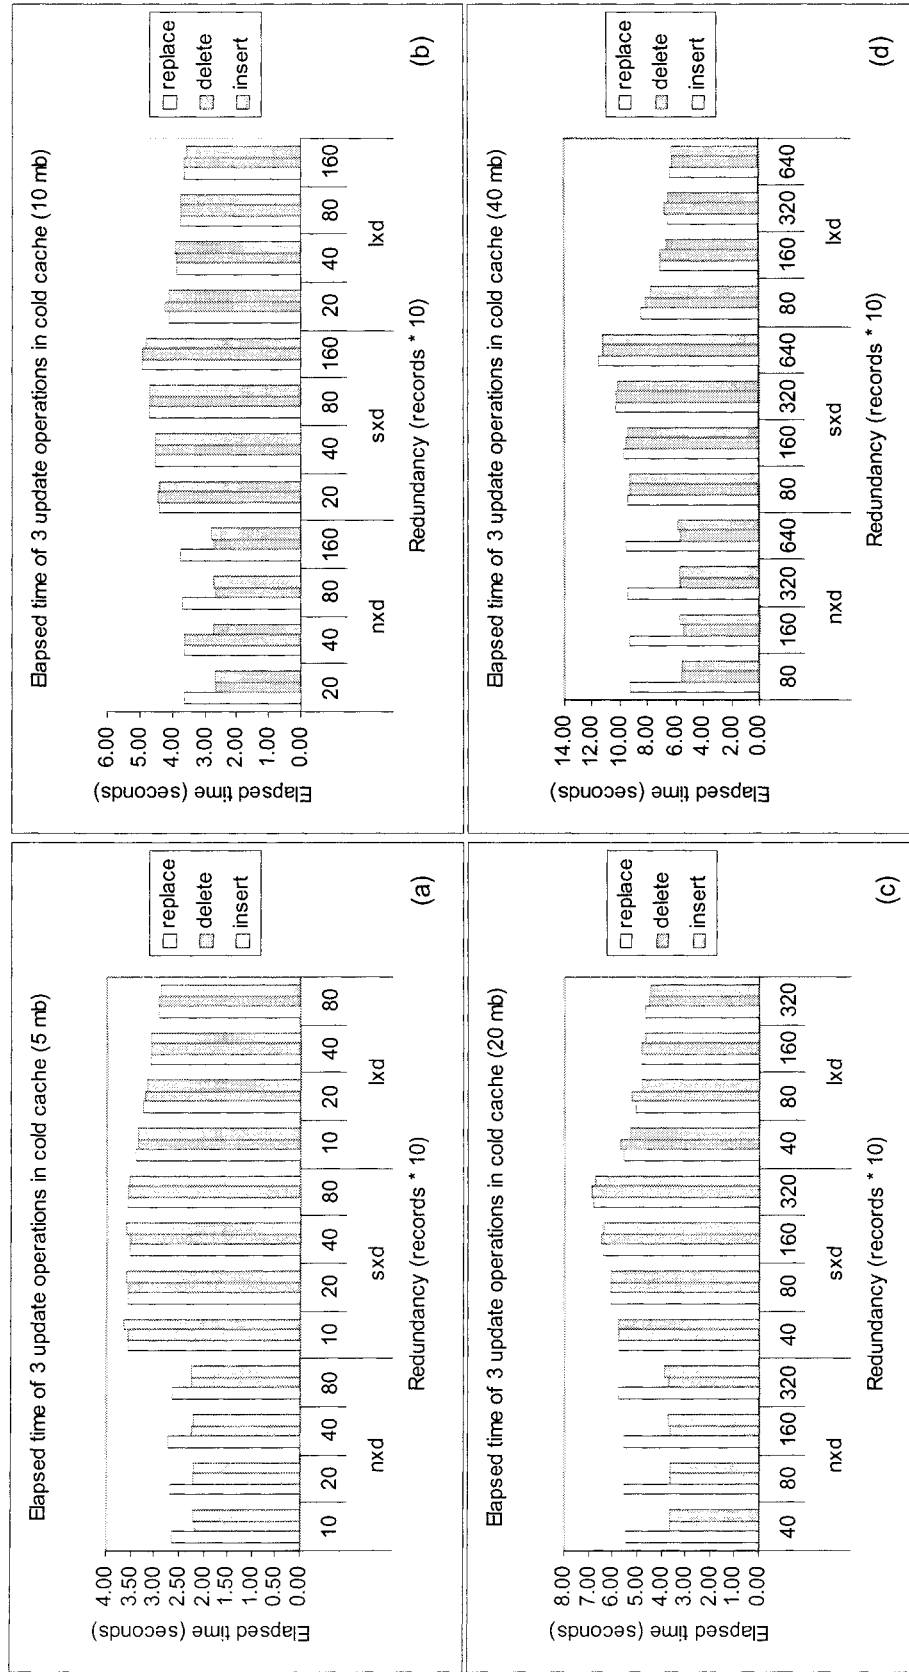 Elapsed time of 3 update operations in cold cache (5 mb)
4.00
3.50
3.00
2.50
2.00
1.50
1.00
0.50
0.00
Elapsed time (seconds)
10 20 40 80 10 20 40 80 10 20 40 80
nxd sxd lxd
Redundancy (records * 10)
replace
delete
insert
(a)
Elapsed time of 3 update operations in cold cache (10 mb)
6.00
5.00
4.00
3.00
2.00
1.00
0.00
Elapsed time (seconds)
20 40 80 160 20 40 80 160 20 40 80 160
nxd sxd lxd
Redundancy (records * 10)
replace
delete
insert
(b)
Elapsed time of 3 update operations in cold cache (20 mb)
8.00
7.00
6.00
5.00
4.00
3.00
2.00
1.00
0.00
Elapsed time (seconds)
40 80 160 320 40 80 160 320 40 80 160 320
nxd sxd lxd
Redundancy (records * 10)
replace
delete
insert
(c)
Elapsed time of 3 update operations in cold cache (40 mb)
14.00
12.00
10.00
8.00
6.00
4.00
2.00
0.00
Elapsed time (seconds)
80 160 320 640 80 160 320 640 80 160 320 640
nxd sxd lxd
Redundancy (records * 10)
replace
delete
insert
(d)